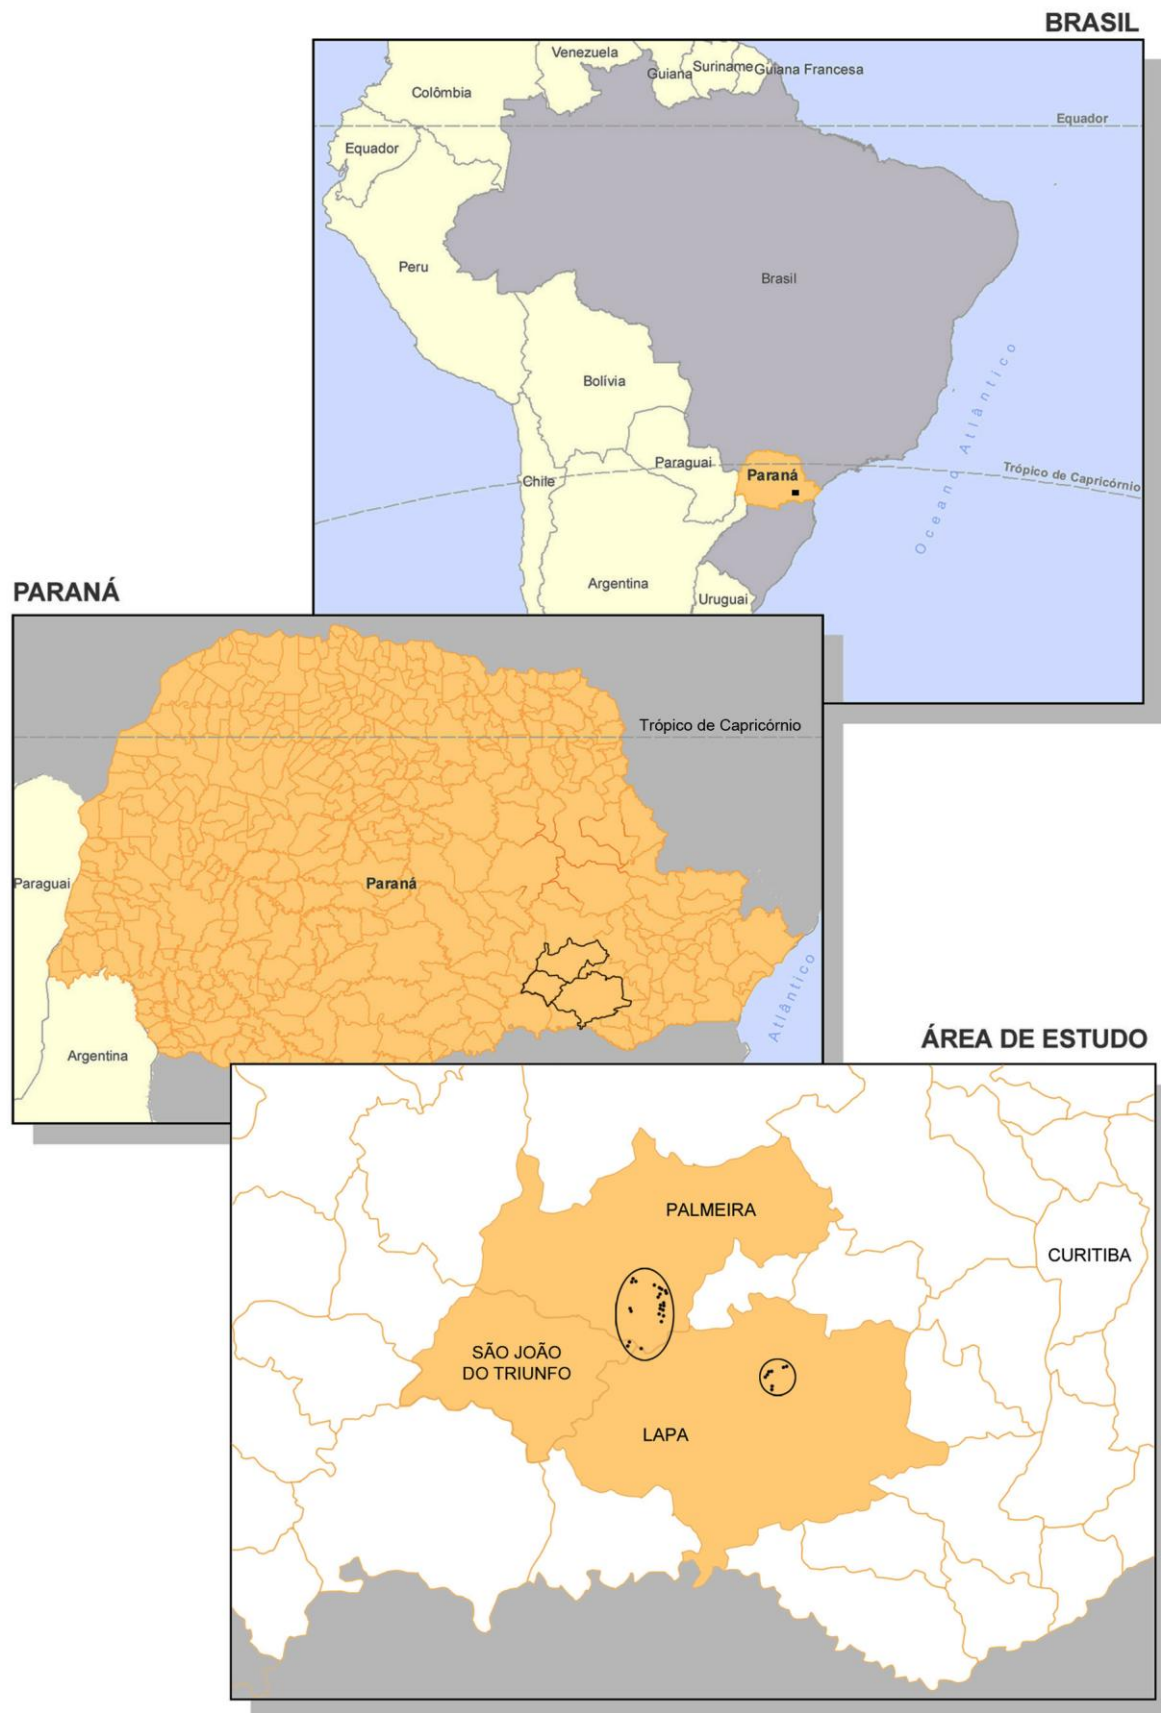 BRASIL
Venezuela
Guiana
Suriname
Guiana Francesa
Colômbia
Equador
Equador
Peru
Brasil
Bolívia
Paraguai
Chile
Paraná
Trópico de Capricórnio
Oceano Atlântico
Argentina
Uruguai
PARANÁ
Trópico de Capricórnio
Paraguai
Paraná
Argentina
Atlântico
ÁREA DE ESTUDO
PALMEIRA
CURITIBA
SÃO JOÃO
DO TRIUNFO
LAPA